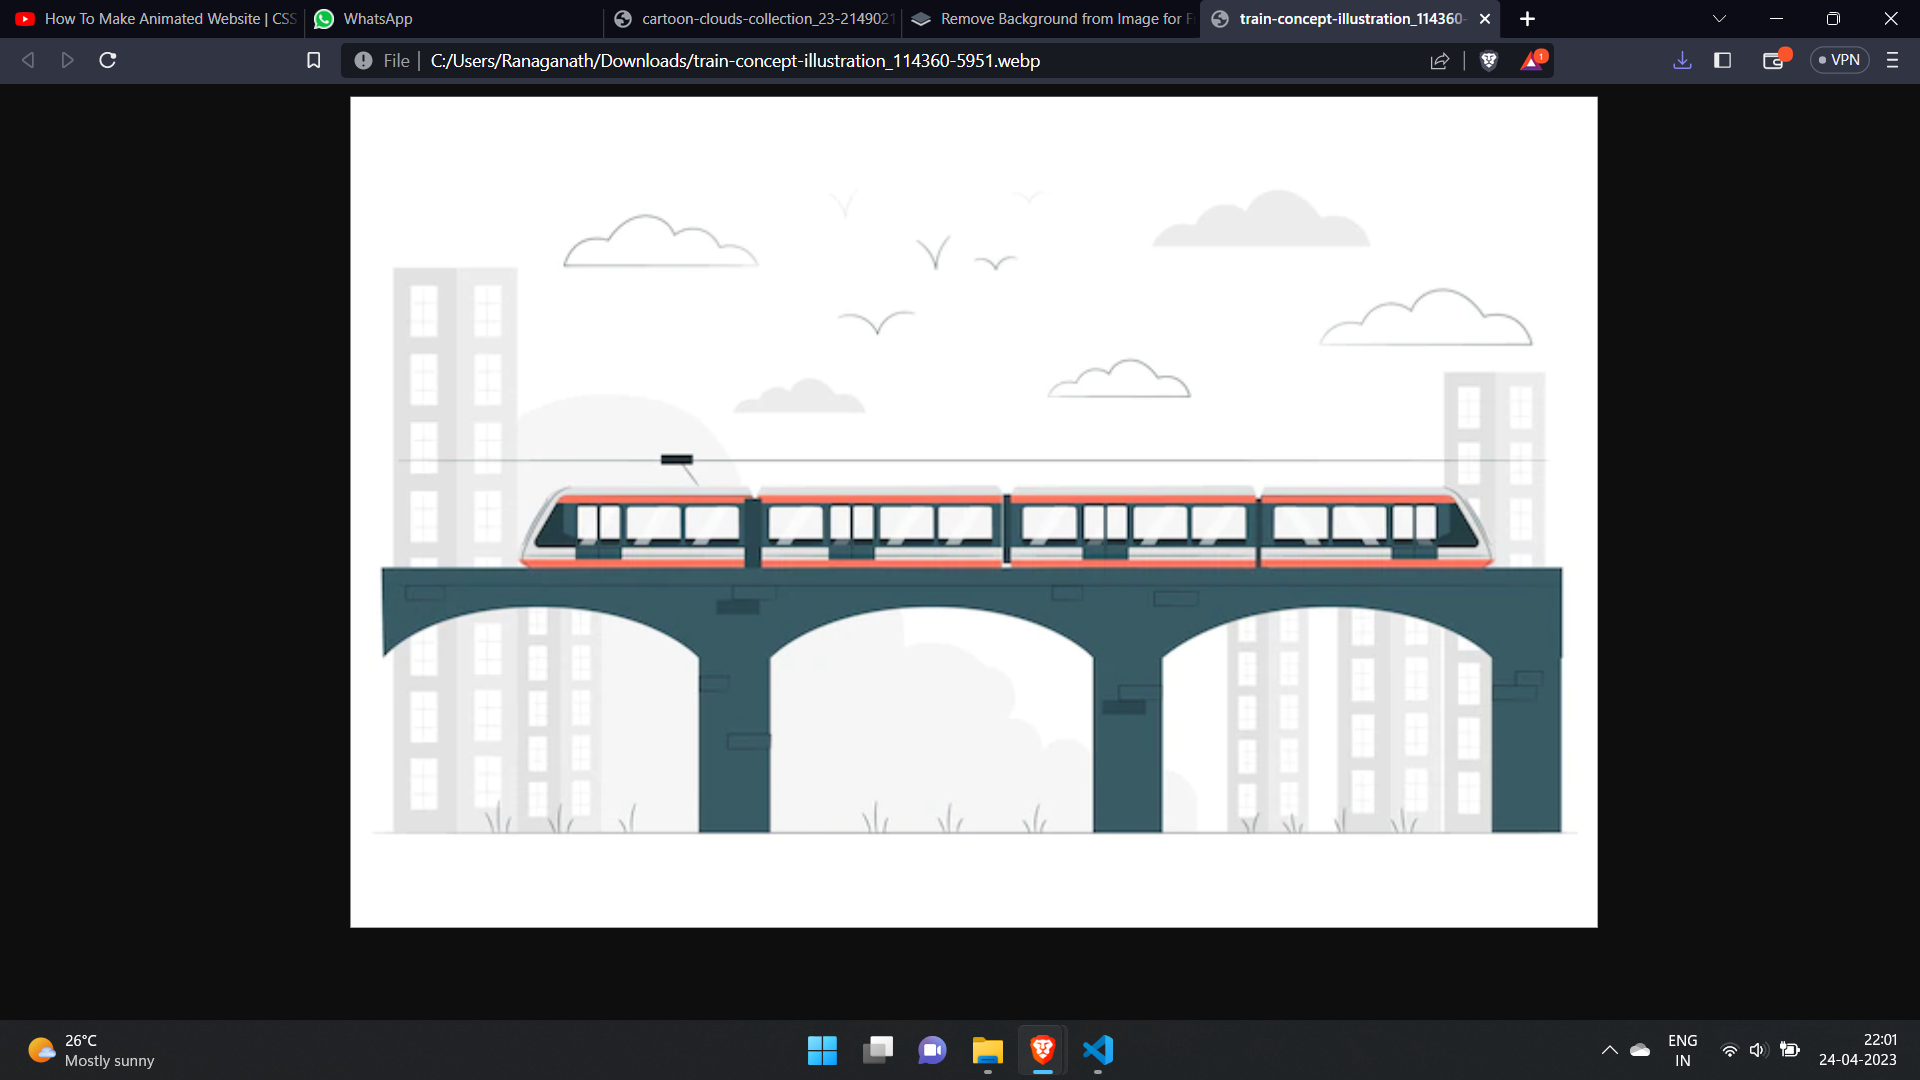 How To Make Animated Website | CSS
WhatsApp
cartoon-clouds-collection_23-2149021
Remove Background from Image for F
train-concept-illustration_114360-
File
C:/Users/Ranaganath/Downloads/train-concept-illustration_114360-5951.webp
1
VPN
26°C
Mostly sunny
ENG
IN
22:01
24-04-2023